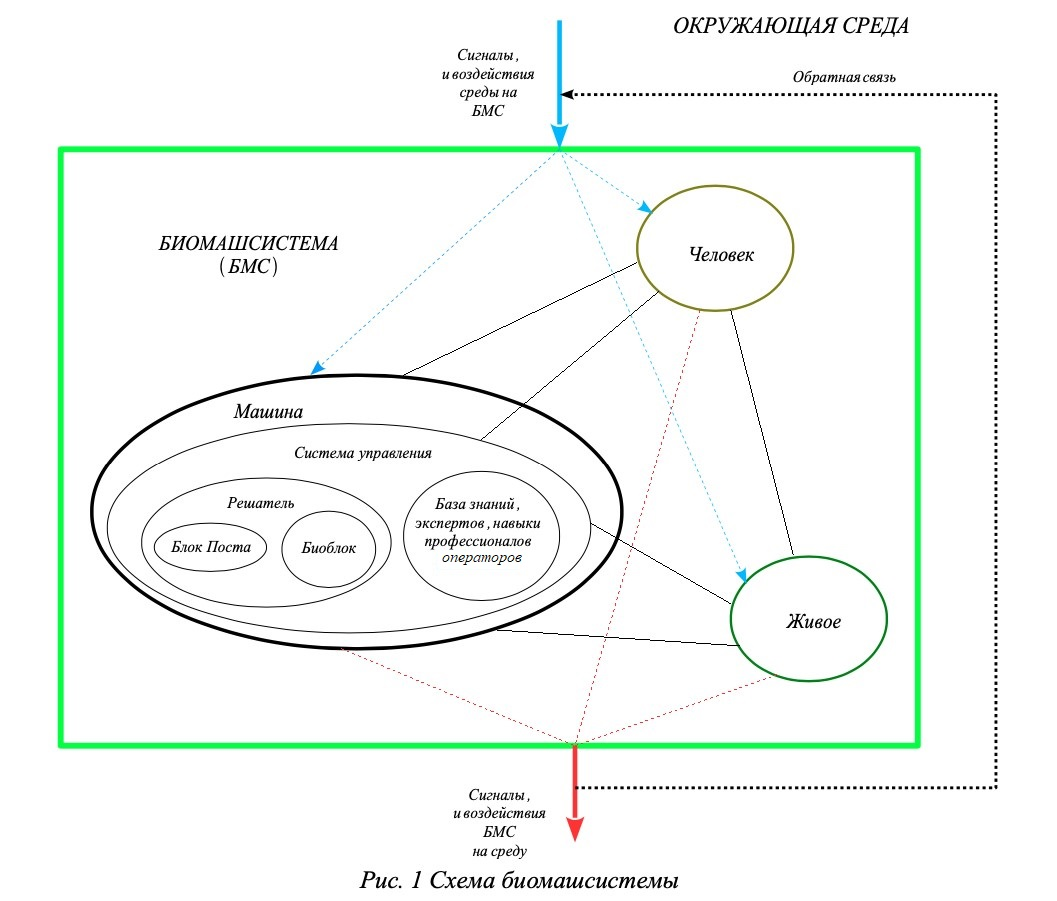 ОКРУЖАЮЩАЯ СРЕДА
Сигналы ,
и воздействия
среды на
БМС
Обратная связь
БИОМАШСИСТЕМА
( БМС )
Человек
Машина
Система управления
Решатель
Блок Поста
Биоблок
База знаний ,
экспертов , навыки
профессионалов
операторов
Живое
Сигналы ,
и воздействия
БМС
на среду
Рис. 1 Схема биомашсистемы